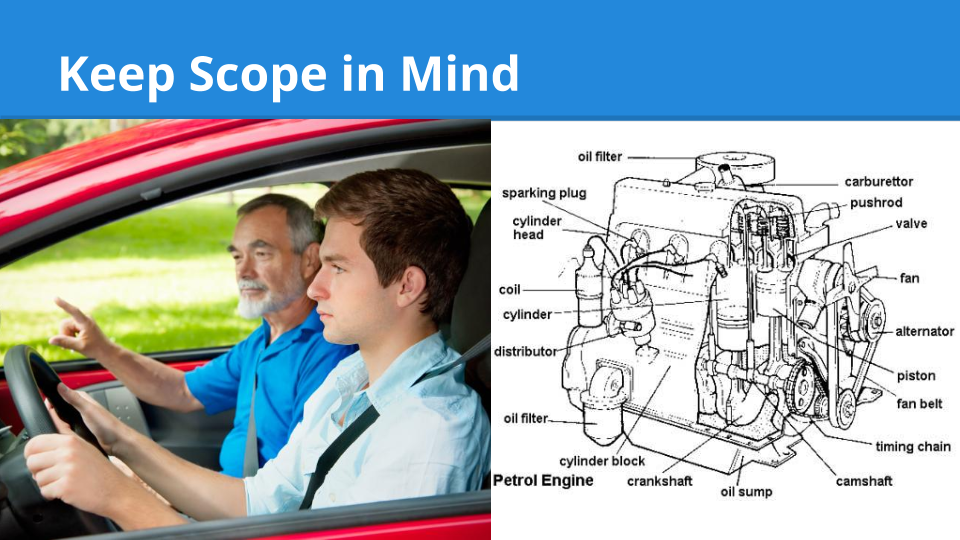 Keep Scope in Mind
oil filter
sparking plug
cylinder
head
coil
cylinder
distributor
oil filter
cylinder block
Petrol Engine
crankshaft
oil sump
carburettor
pushrod
valve
fan
alternator
piston
fan belt
timing chain
camshaft